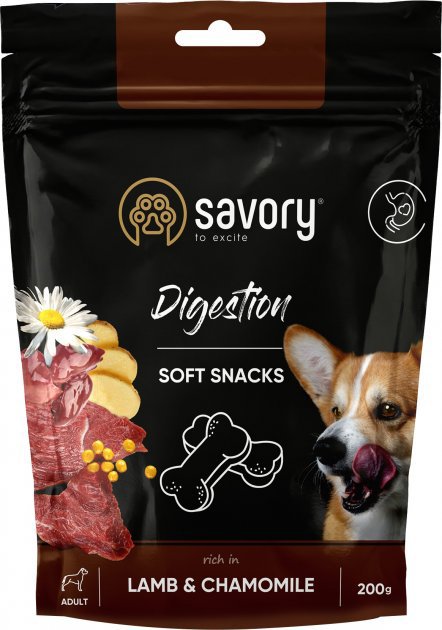 savory®
to excite
Digestion
SOFT SNACKS
rich in
LAMB & CHAMOMILE
ADULT
200g